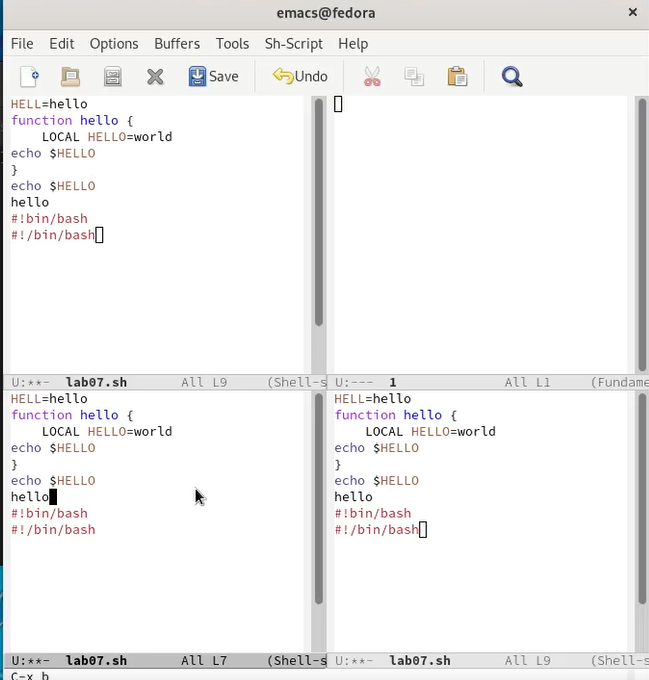 emacs@fedora
File Edit Options Buffers Tools Sh-Script Help
Save Undo
HELL=hello
function hello {
    LOCAL HELLO=world
echo $HELLO
}
echo $HELLO
hello
#!bin/bash
#!/bin/bash
U:**- lab07.sh All L9 (Shell-s
U:--- 1 All L1 (Fundame
HELL=hello
function hello {
    LOCAL HELLO=world
echo $HELLO
}
echo $HELLO
hello
#!bin/bash
#!/bin/bash
U:**- lab07.sh All L7 (Shell-s
HELL=hello
function hello {
    LOCAL HELLO=world
echo $HELLO
}
echo $HELLO
hello
#!bin/bash
#!/bin/bash
U:**- lab07.sh All L9 (Shell-s
C-x b